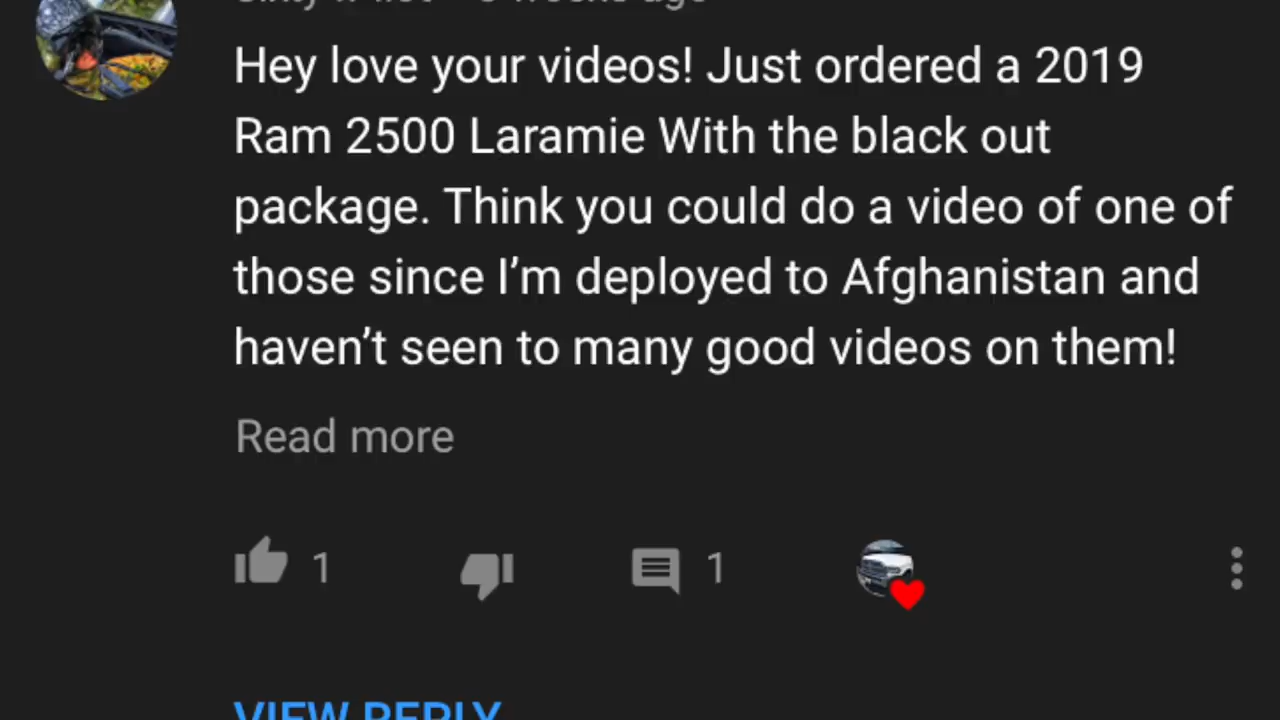 Hey love your videos! Just ordered a 2019
Ram 2500 Laramie With the black out
package. Think you could do a video of one of
those since I’m deployed to Afghanistan and
haven’t seen to many good videos on them!
Read more
1
1
VIEW REPLY